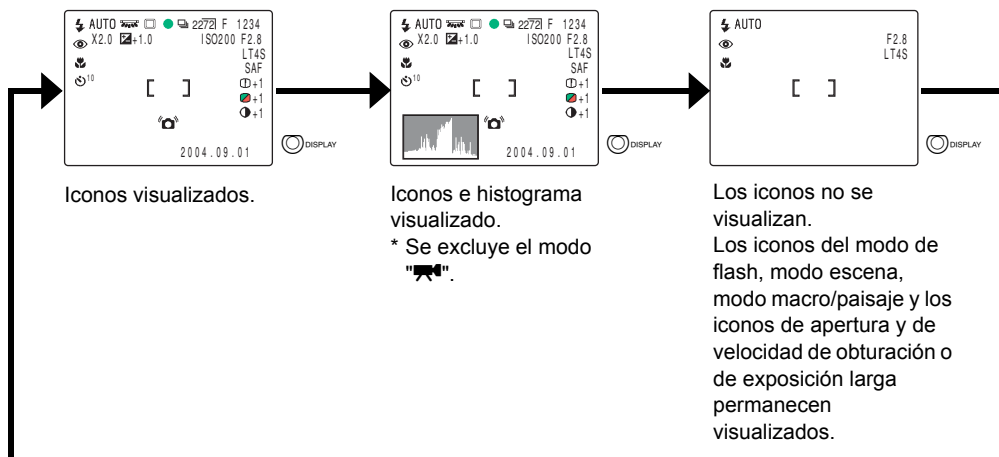 AUTO 2272 F 1234
X2.0 +1.0 ISO200 F2.8
LT4S
SAF
10
+1
+1
+1
2004.09.01
DISPLAY
Iconos visualizados.
AUTO 2272 F 1234
X2.0 +1.0 ISO200 F2.8
LT4S
SAF
10
+1
+1
+1
2004.09.01
DISPLAY
Iconos e histograma
visualizado.
* Se excluye el modo
" ".
AUTO
F2.8
LT4S
DISPLAY
Los iconos no se
visualizan.
Los iconos del modo de
flash, modo escena,
modo macro/paisaje y los
iconos de apertura y de
velocidad de obturación o
de exposición larga
permanecen
visualizados.